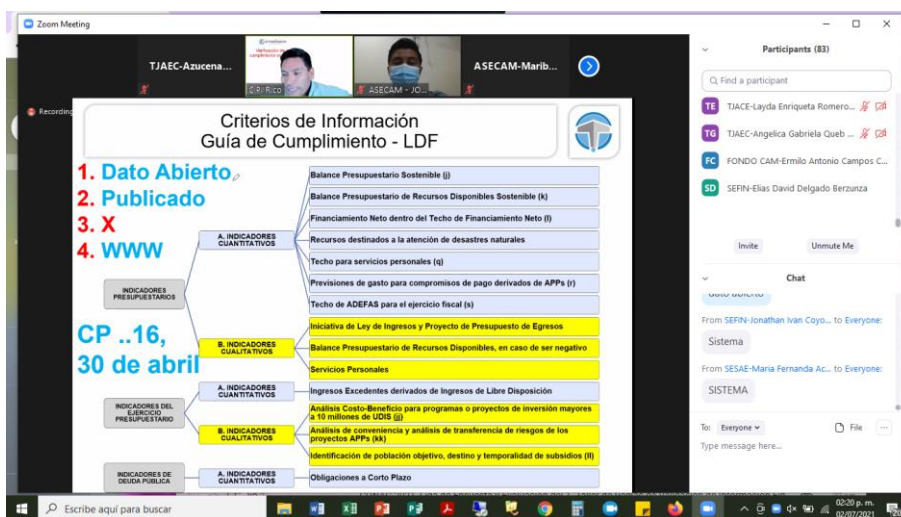 Zoom Meeting
TJAEC-Azucena...
C.P. Rico
ASECAM - JO...
ASECAM-Marib...
Recording
Criterios de Información
Guía de Cumplimiento - LDF
1. Dato Abierto
2. Publicado
3. X
4. WWW
CP ..16,
30 de abril
INDICADORES
PRESUPUESTARIOS
A. INDICADORES
CUANTITATIVOS
Balance Presupuestario Sostenible (j)
Balance Presupuestario de Recursos Disponibles Sostenible (k)
Financiamiento Neto dentro del Techo de Financiamiento Neto (l)
Recursos destinados a la atención de desastres naturales
Techo para servicios personales (q)
Previsiones de gasto para compromisos de pago derivados de APPs (r)
Techo de ADEFAS para el ejercicio fiscal (s)
B. INDICADORES
CUALITATIVOS
Iniciativa de Ley de Ingresos y Proyecto de Presupuesto de Egresos
Balance Presupuestario de Recursos Disponibles, en caso de ser negativo
Servicios Personales
INDICADORES DEL
EJERCICIO
PRESUPUESTARIO
A. INDICADORES
CUANTITATIVOS
Ingresos Excedentes derivados de Ingresos de Libre Disposición
B. INDICADORES
CUALITATIVOS
Análisis Costo-Beneficio para programas o proyectos de inversión mayores
a 10 millones de UDIS (jj)
Análisis de conveniencia y análisis de transferencia de riesgos de los
proyectos APPs (kk)
Identificación de población objetivo, destino y temporalidad de subsidios (ll)
INDICADORES DE
DEUDA PÚBLICA
A. INDICADORES
CUANTITATIVOS
Obligaciones a Corto Plazo
Participants (83)
Find a participant
TE TJACE-Layda Enriqueta Romero...
TG TJAEC-Angelica Gabriela Queb ...
FC FONDO CAM-Ermilo Antonio Campos C...
SD SEFIN-Elias David Delgado Berzunza
Invite
Unmute Me
Chat
dato abierto
From SEFIN-Jonathan Ivan Coyo... to Everyone:
Sistema
From SESAE-Maria Fernanda Ac... to Everyone:
SISTEMA
To: Everyone
File
Type message here...
Escribe aquí para buscar
02:20 p. m.
02/07/2021